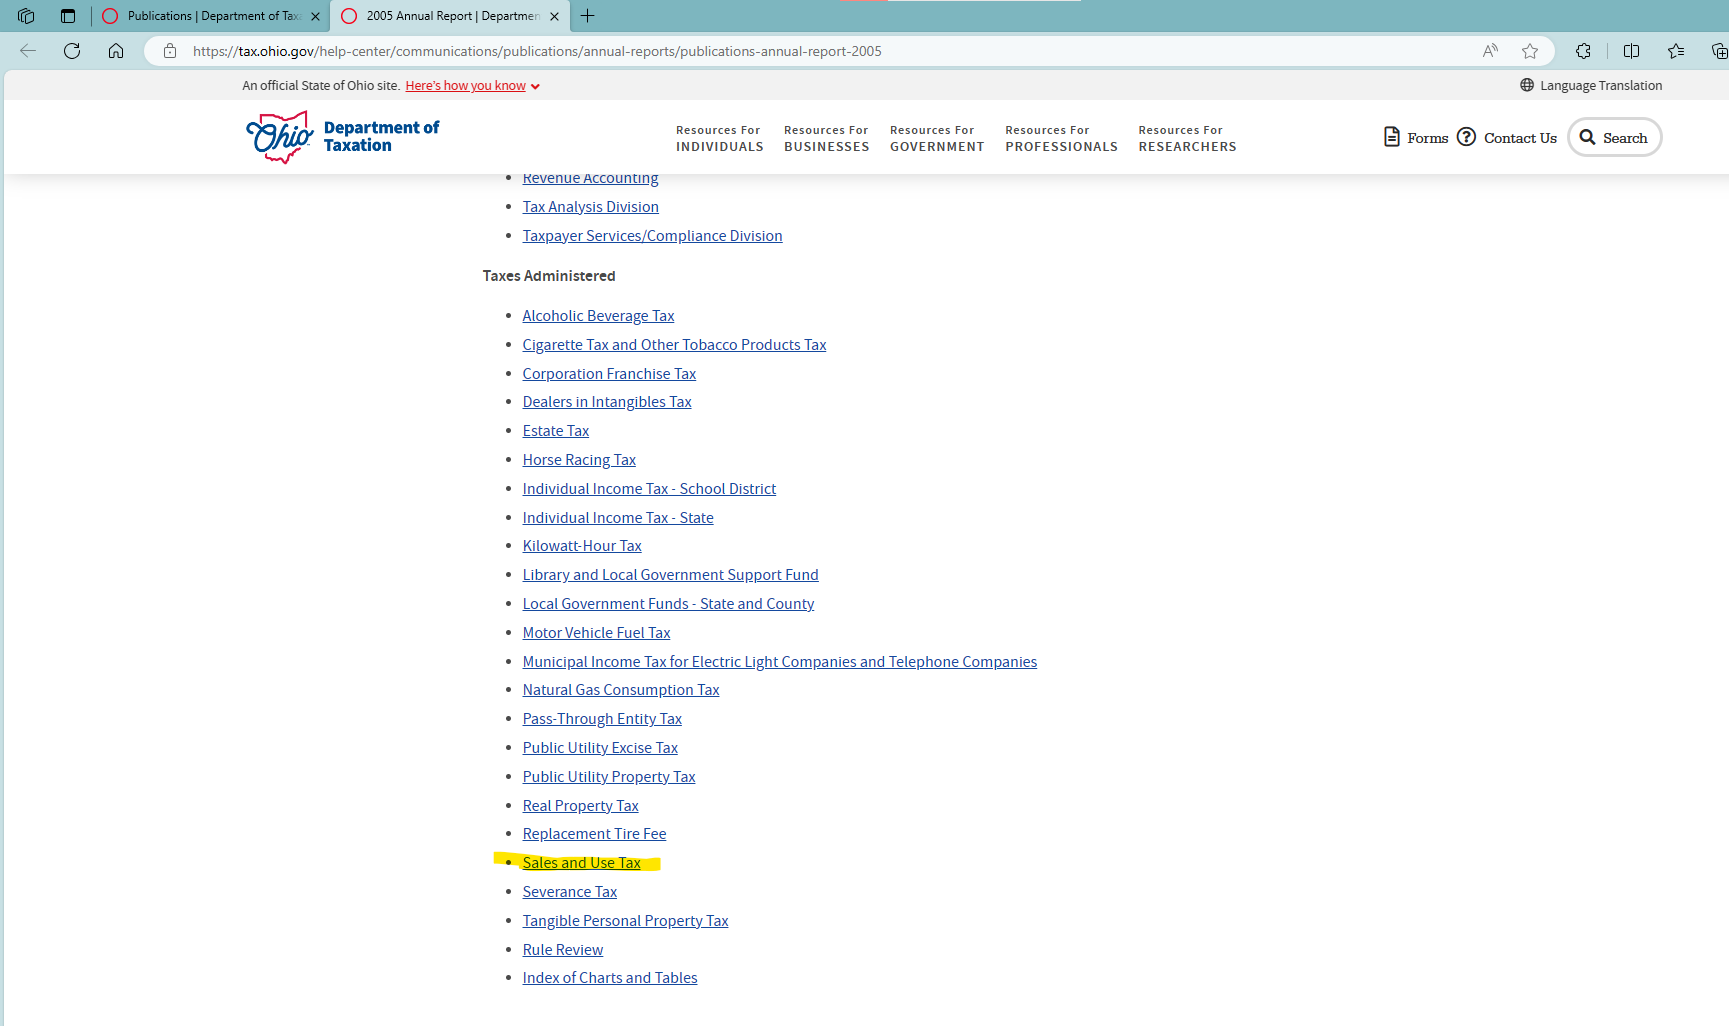 Publications | Department of Tax
2005 Annual Report | Departmen
https://tax.ohio.gov/help-center/communications/publications/annual-reports/publications-annual-report-2005
An official State of Ohio site. Here's how you know
Language Translation
Ohio Department of
Taxation
Resources For
INDIVIDUALS
Resources For
BUSINESSES
Resources For
GOVERNMENT
Resources For
PROFESSIONALS
Resources For
RESEARCHERS
Forms
Contact Us
Search
Revenue Accounting
Tax Analysis Division
Taxpayer Services/Compliance Division
Taxes Administered
Alcoholic Beverage Tax
Cigarette Tax and Other Tobacco Products Tax
Corporation Franchise Tax
Dealers in Intangibles Tax
Estate Tax
Horse Racing Tax
Individual Income Tax - School District
Individual Income Tax - State
Kilowatt-Hour Tax
Library and Local Government Support Fund
Local Government Funds - State and County
Motor Vehicle Fuel Tax
Municipal Income Tax for Electric Light Companies and Telephone Companies
Natural Gas Consumption Tax
Pass-Through Entity Tax
Public Utility Excise Tax
Public Utility Property Tax
Real Property Tax
Replacement Tire Fee
Sales and Use Tax
Severance Tax
Tangible Personal Property Tax
Rule Review
Index of Charts and Tables